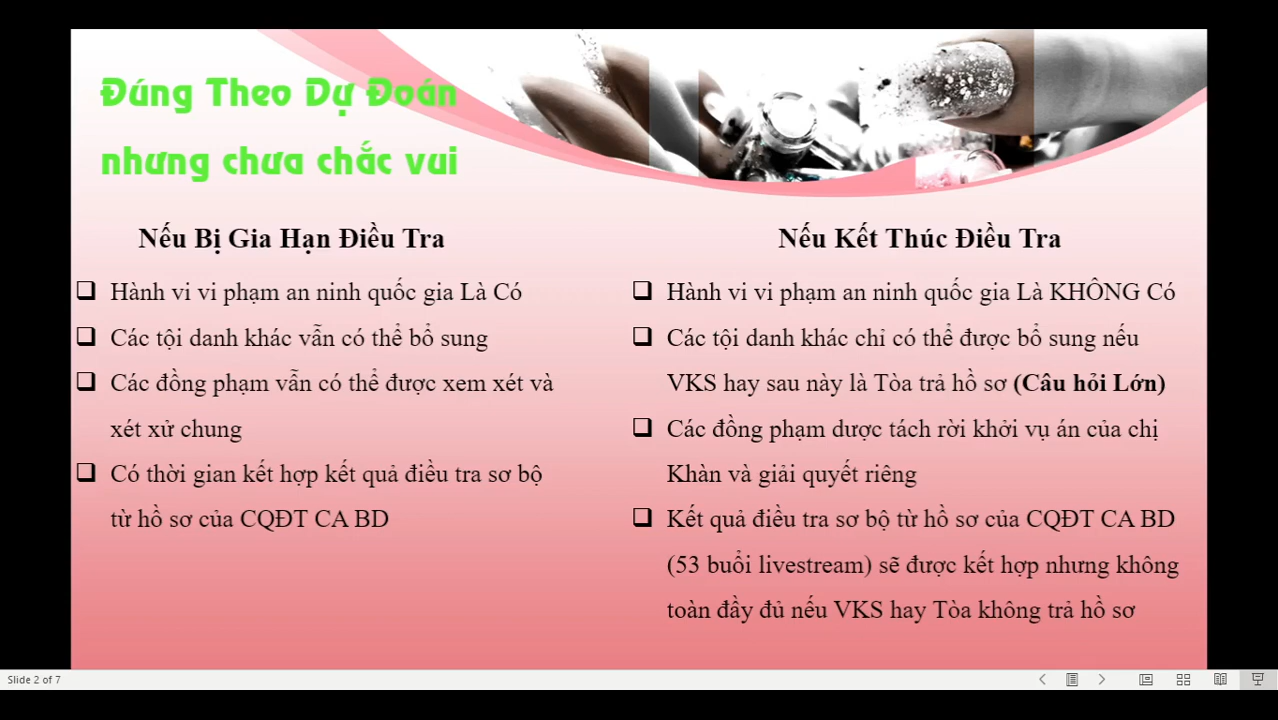 Đúng Theo Dự Đoán
nhưng chưa chắc vui
Nếu Bị Gia Hạn Điều Tra
Hành vi vi phạm an ninh quốc gia Là Có
Các tội danh khác vẫn có thể bổ sung
Các đồng phạm vẫn có thể được xem xét và
xét xử chung
Có thời gian kết hợp kết quả điều tra sơ bộ
từ hồ sơ của CQĐT CA BD
Nếu Kết Thúc Điều Tra
Hành vi vi phạm an ninh quốc gia Là KHÔNG Có
Các tội danh khác chỉ có thể được bổ sung nếu
VKS hay sau này là Tòa trả hồ sơ (Câu hỏi Lớn)
Các đồng phạm dược tách rời khởi vụ án của chị
Khàn và giải quyết riêng
Kết quả điều tra sơ bộ từ hồ sơ của CQĐT CA BD
(53 buổi livestream) sẽ được kết hợp nhưng không
toàn đầy đủ nếu VKS hay Tòa không trả hồ sơ
Slide 2 of 7